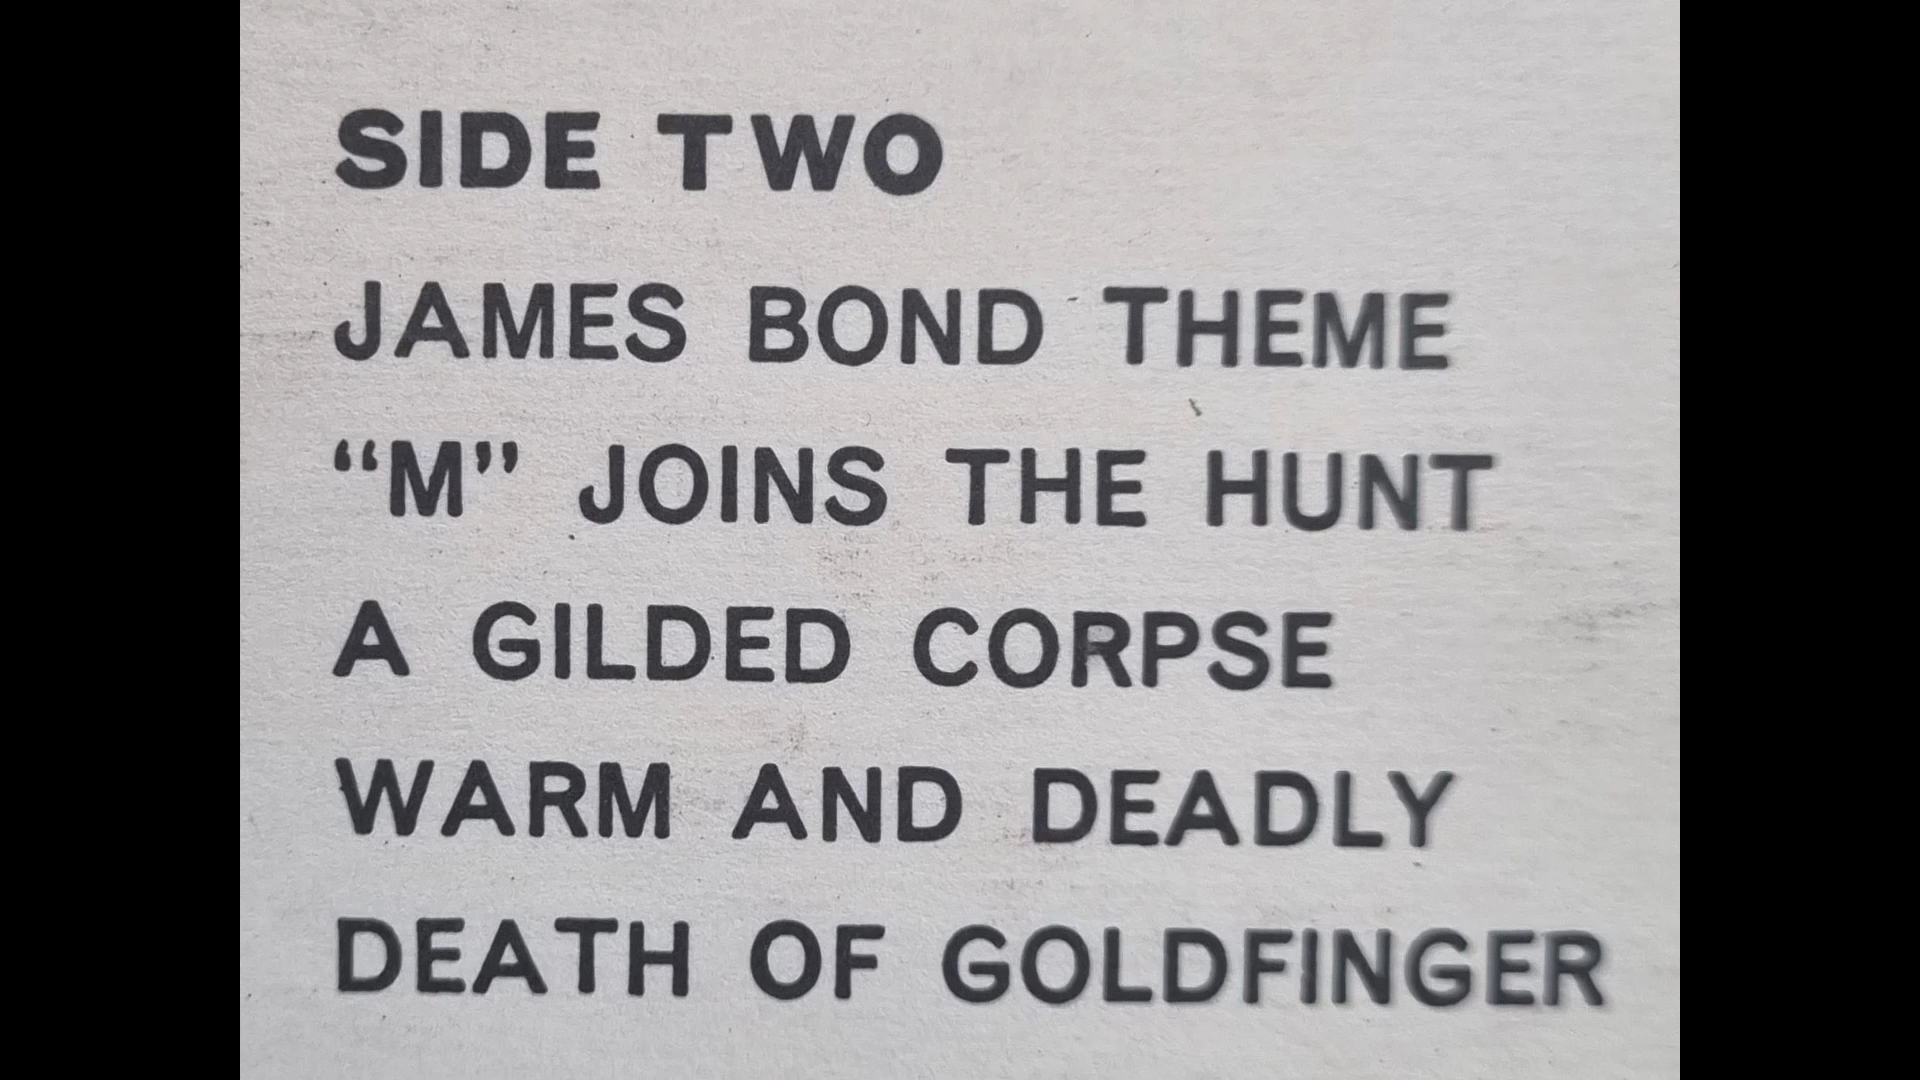 SIDE TWO
JAMES BOND THEME
“M” JOINS THE HUNT
A GILDED CORPSE
WARM AND DEADLY
DEATH OF GOLDFINGER